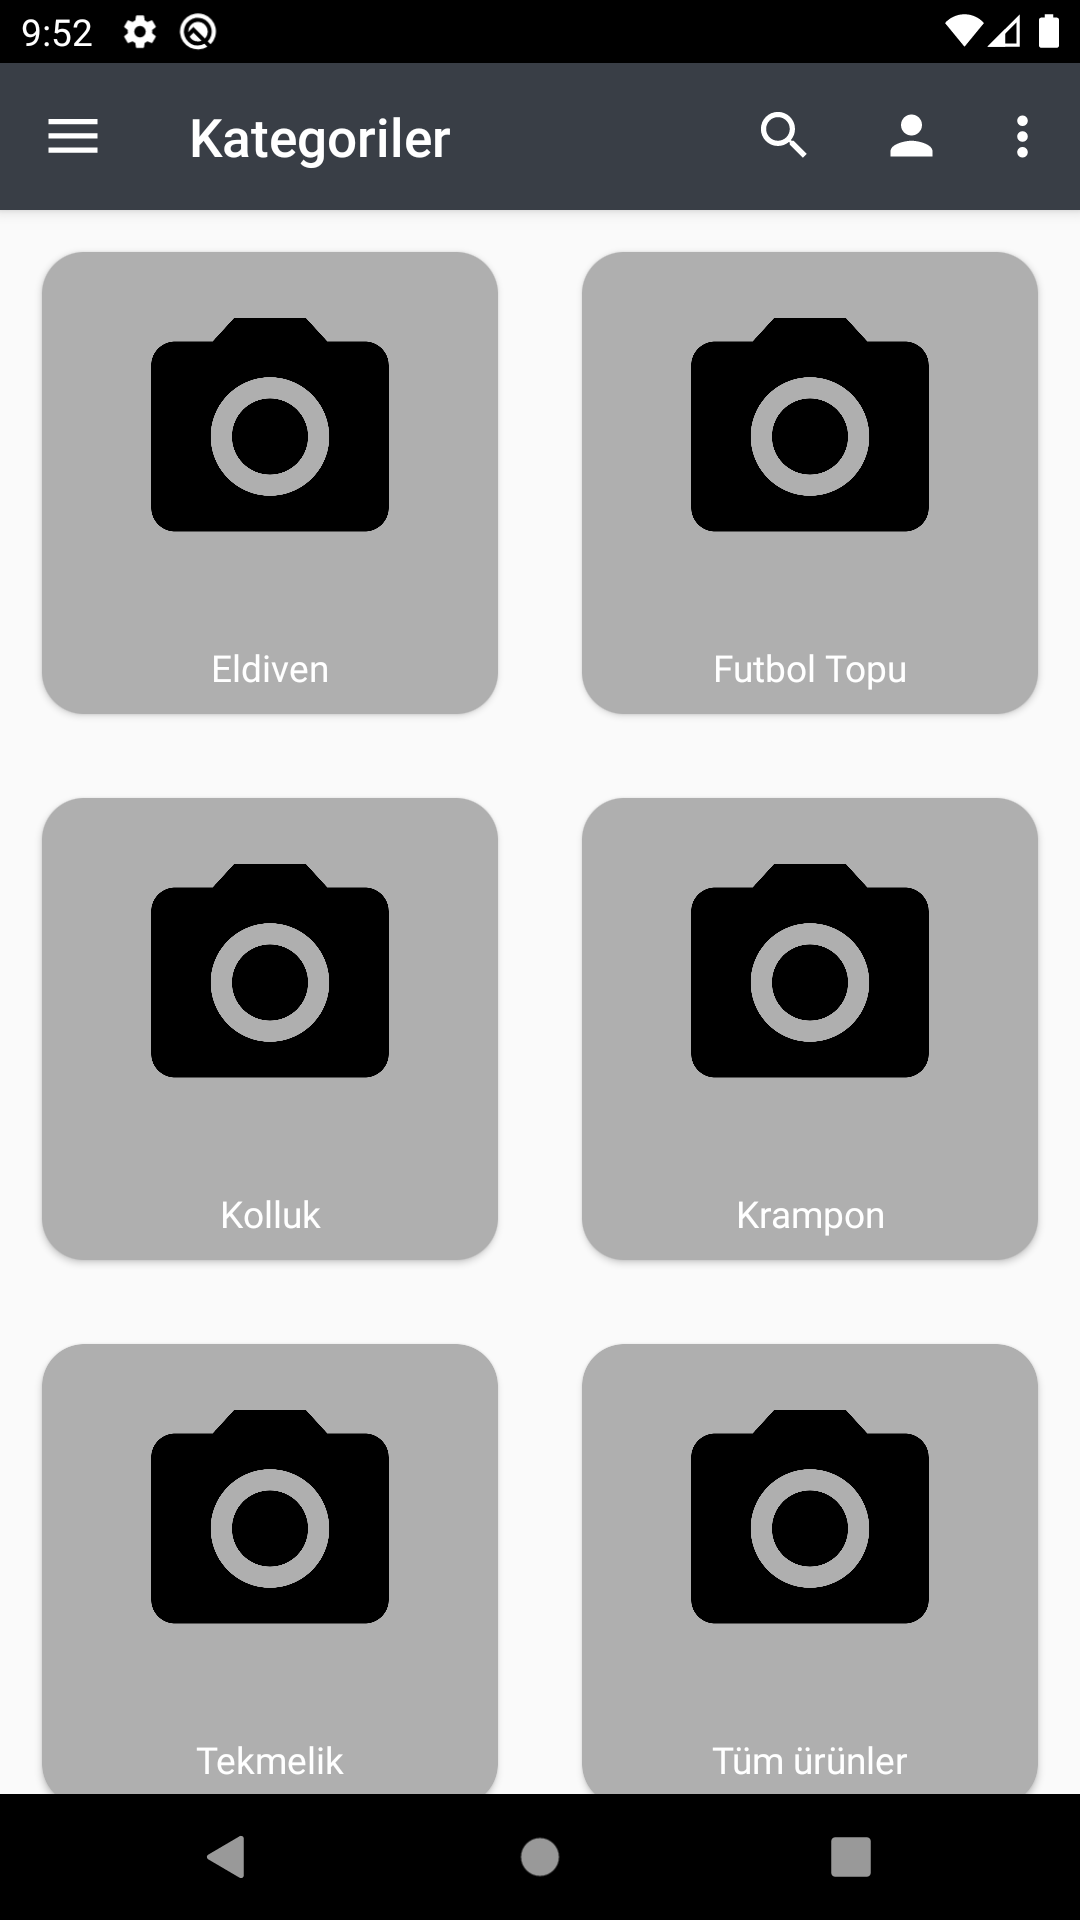 9:52
Kategoriler
Eldiven
Futbol Topu
Kolluk
Krampon
Tekmelik
Tüm ürünler